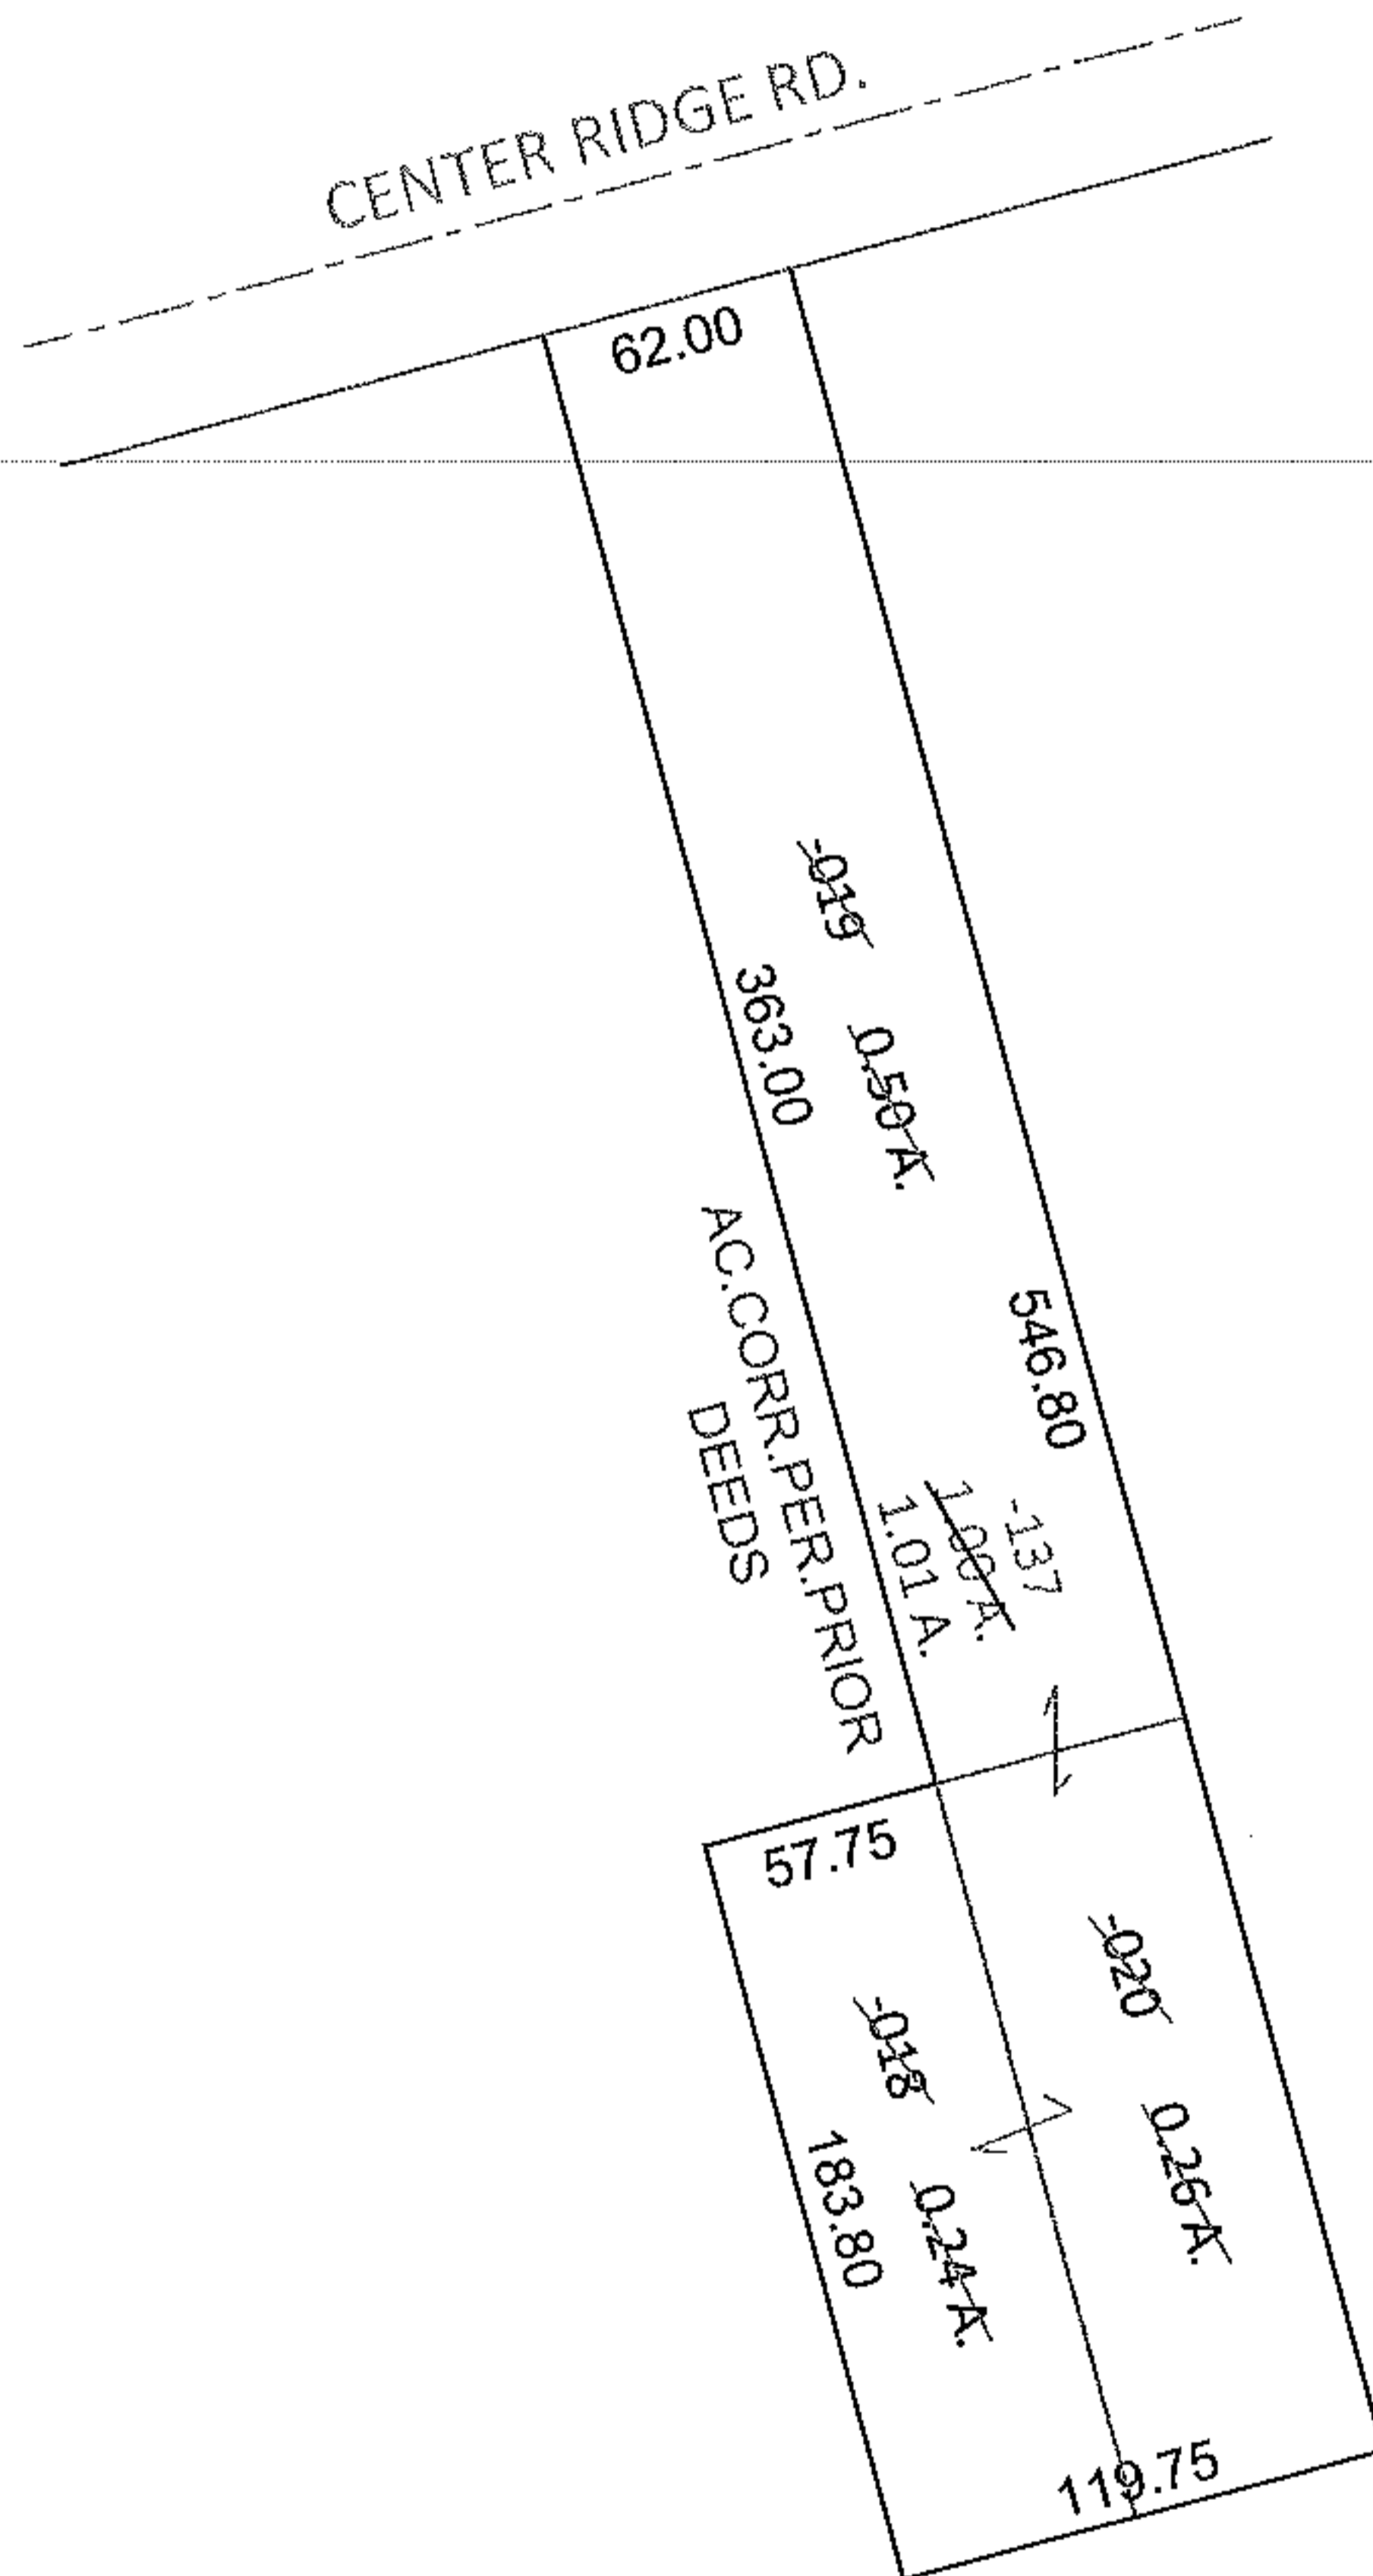 CENTER RIDGE RD.
62.00
-019
0.50 A.
363.00
546.80
AC.CORR.PER.PRIOR
DEEDS
-137
1.00 A.
1.01 A.
57.75
-020
0.26 A.
-018
0.24 A.
183.80
119.75